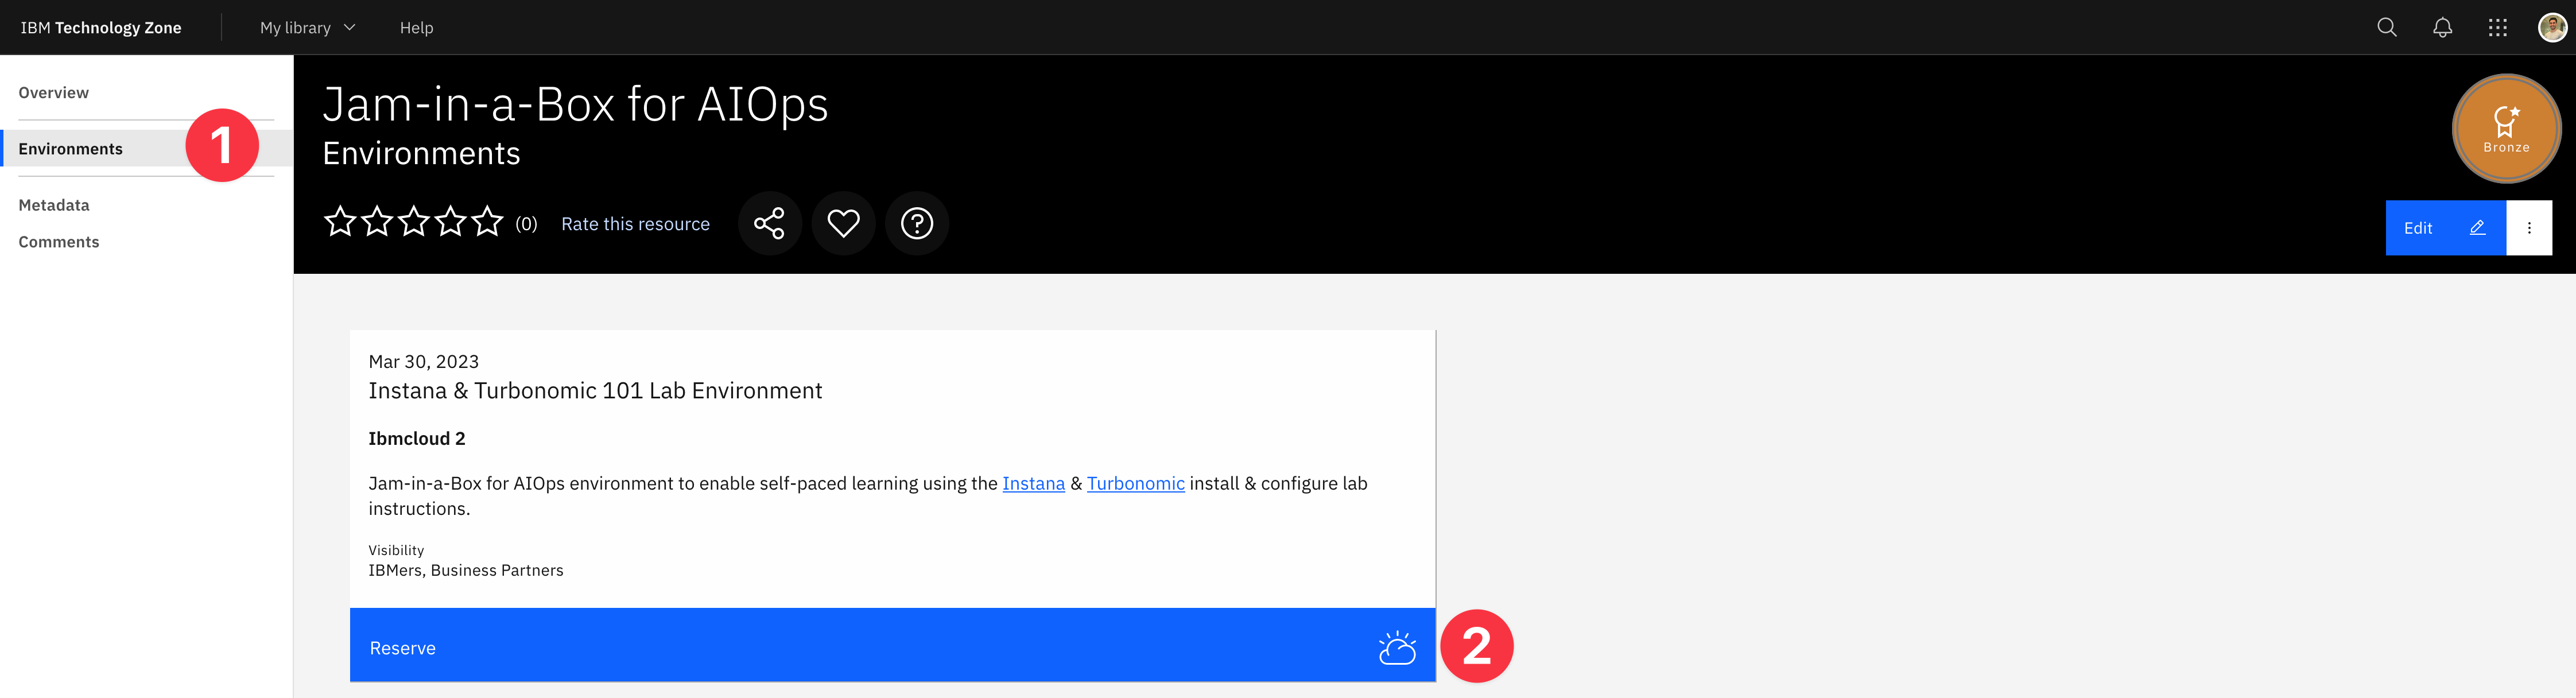 IBM Technology Zone
My library
Help
Overview
Environments
1
Metadata
Comments
Jam-in-a-Box for AIOps
Environments
Bronze
(0)
Rate this resource
Edit
Mar 30, 2023
Instana & Turbonomic 101 Lab Environment
Ibmcloud 2
Jam-in-a-Box for AIOps environment to enable self-paced learning using the Instana & Turbonomic install & configure lab
instructions.
Visibility
IBMers, Business Partners
Reserve
2